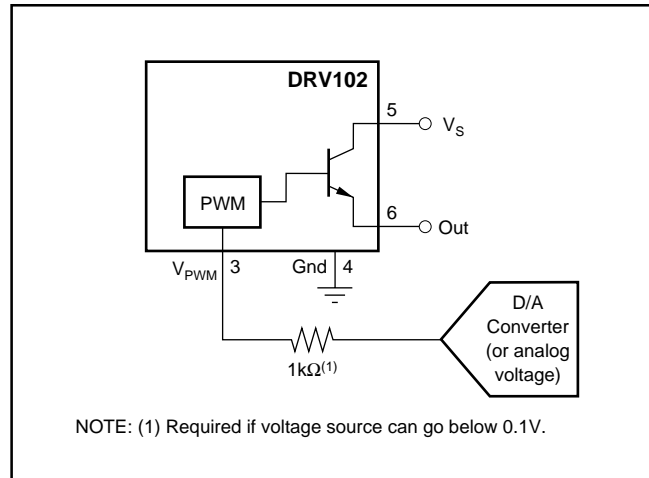 DRV102
5
V_S
PWM
6
Out
V_PWM 3 Gnd 4
D/A
Converter
(or analog
voltage)
1kΩ(1)
NOTE: (1) Required if voltage source can go below 0.1V.